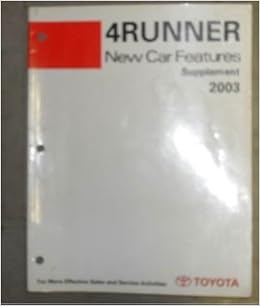 4RUNNER
New Car Features
Supplement
2003
For More Effective Sales and Service Activities
TOYOTA